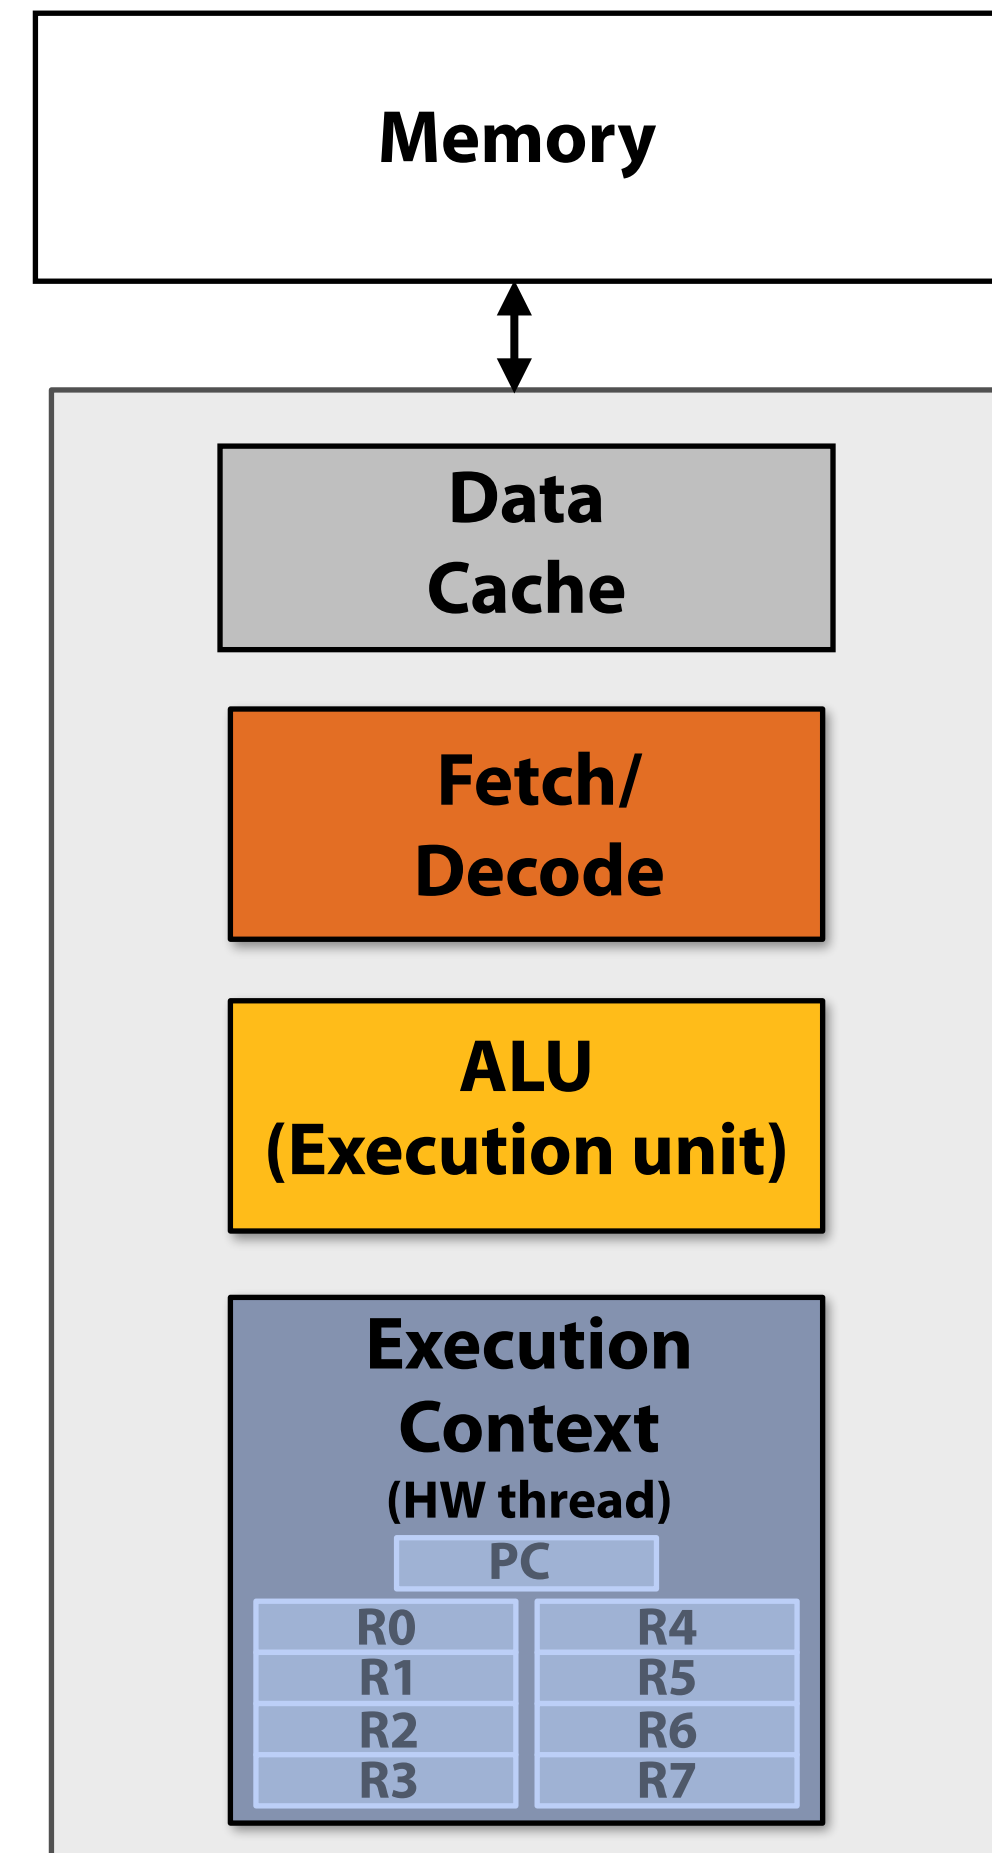 Memory
Data
Cache
Fetch/
Decode
ALU
(Execution unit)
Execution
Context
(HW thread)
PC
R0
R1
R2
R3
R4
R5
R6
R7